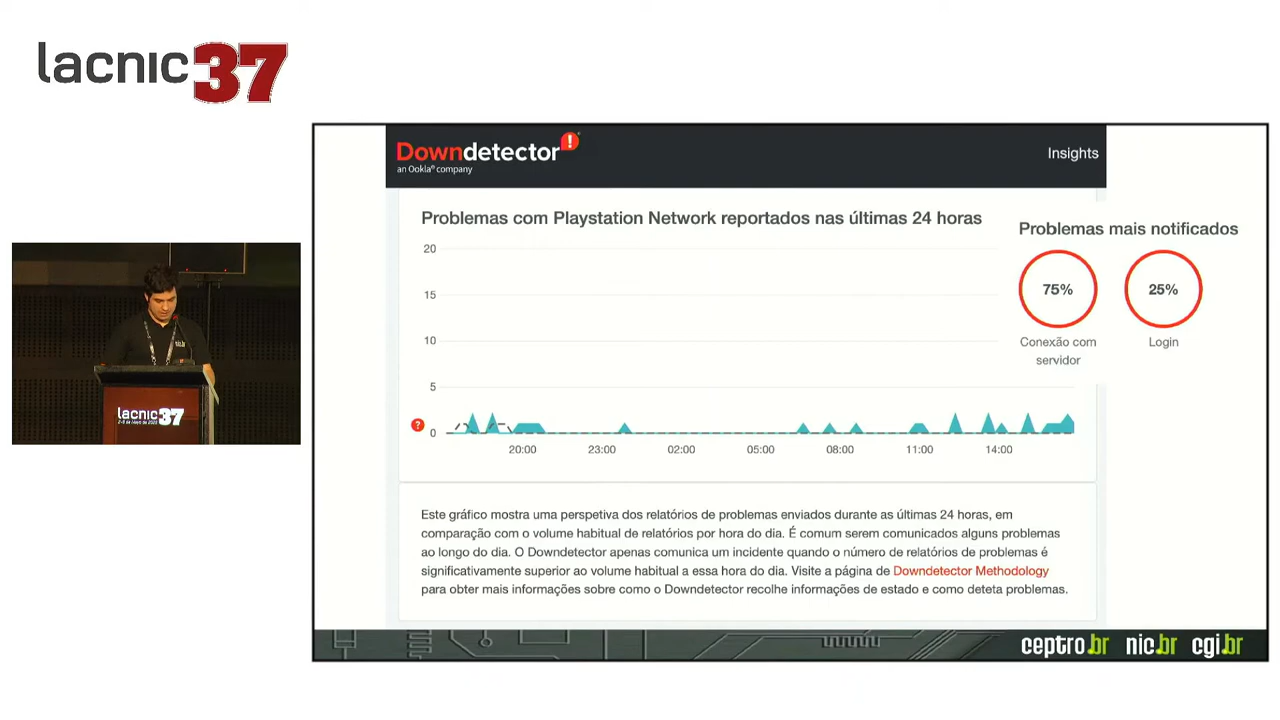 lacnic 37
Downdetector!
an Ookla® company
Insights
Problemas com Playstation Network reportados nas últimas 24 horas
20
15
10
5
?
0
20:00
23:00
02:00
05:00
08:00
11:00
14:00
Problemas mais notificados
75%
25%
Conexão com
servidor
Login
Este gráfico mostra uma perspetiva dos relatórios de problemas enviados durante as últimas 24 horas, em
comparação com o volume habitual de relatórios por hora do dia. É comum serem comunicados alguns problemas
ao longo do dia. O Downdetector apenas comunica um incidente quando o número de relatórios de problemas é
significativamente superior ao volume habitual a essa hora do dia. Visite a página de Downdetector Methodology
para obter mais informações sobre como o Downdetector recolhe informações de estado e como deteta problemas.
lacnic 37
ceptro.br nic.br cgi.br